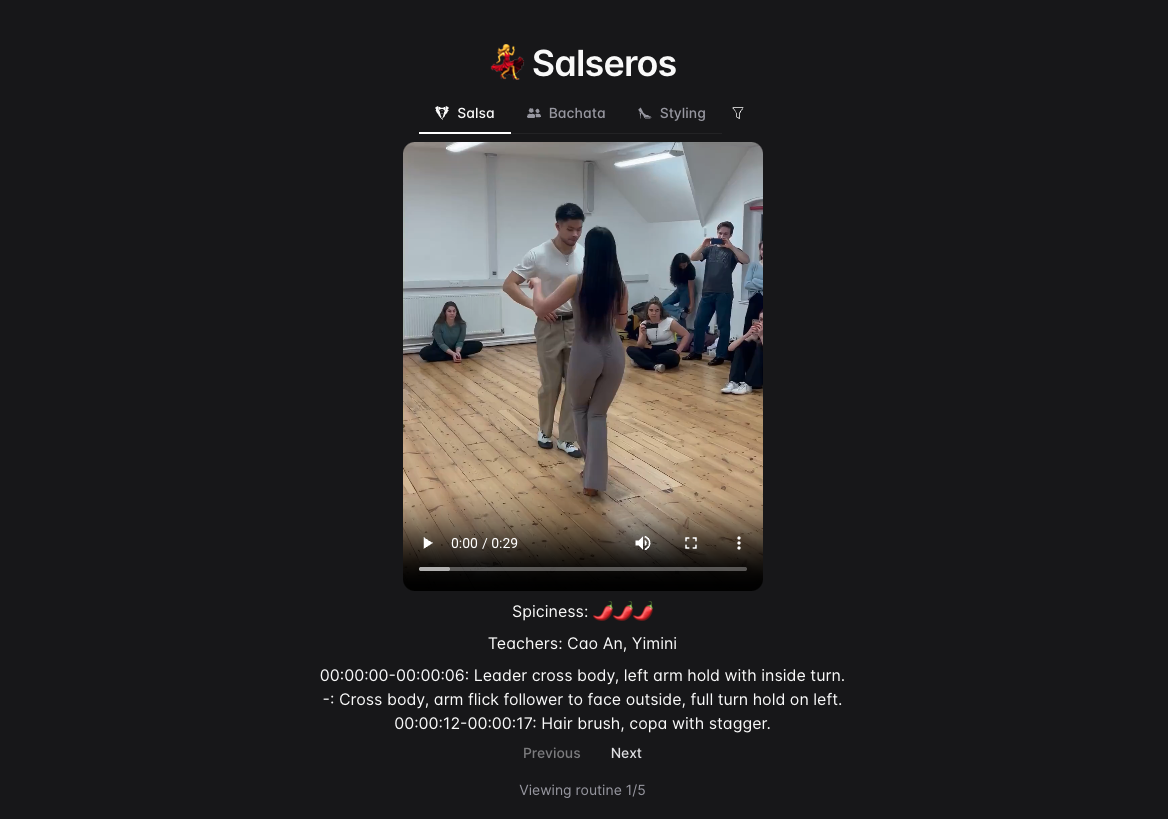 💃 Salseros
Salsa Bachata Styling
0:00 / 0:29
Spiciness: 🌶️🌶️🌶️
Teachers: Cao An, Yimini
00:00:00-00:00:06: Leader cross body, left arm hold with inside turn.
-: Cross body, arm flick follower to face outside, full turn hold on left.
00:00:12-00:00:17: Hair brush, copa with stagger.
Previous Next
Viewing routine 1/5